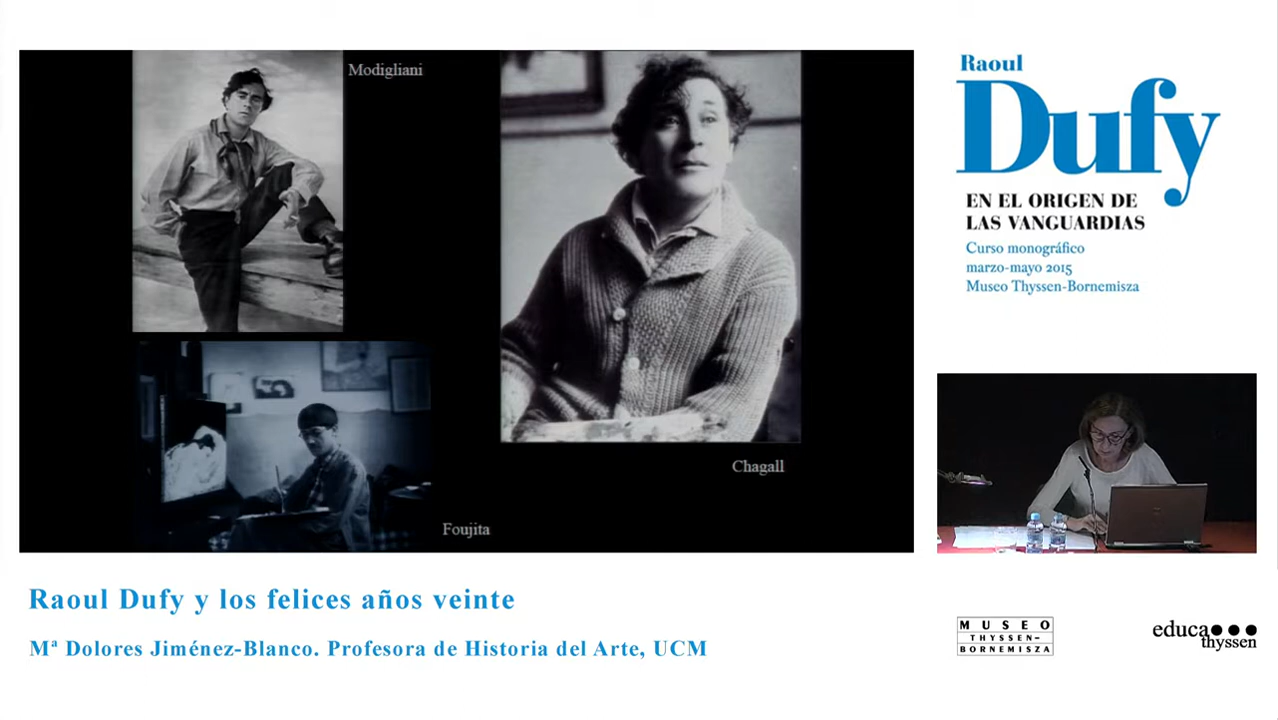 Modigliani
Foujita
Chagall
Raoul
Dufy
EN EL ORIGEN DE
LAS VANGUARDIAS
Curso monográfico
marzo-mayo 2015
Museo Thyssen-Bornemisza
Raoul Dufy y los felices años veinte
Mª Dolores Jiménez-Blanco. Profesora de Historia del Arte, UCM
MUSEO
THYSSEN-
BORNEMISZA
educa
thyssen